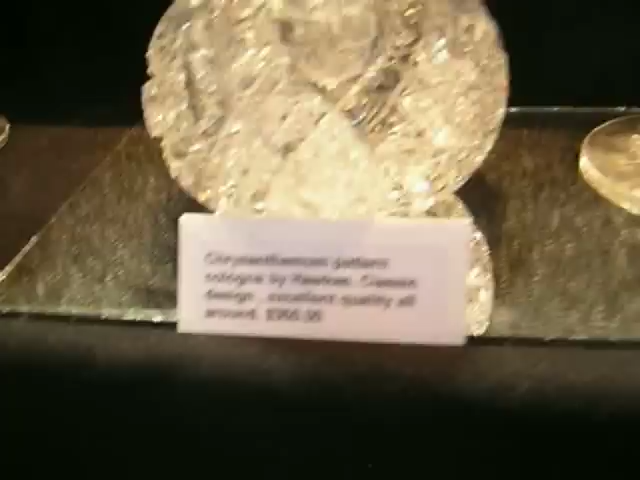 Chrysanthemum pattern
cologne by Hawkes. Classic
design, excellent quality all
around.